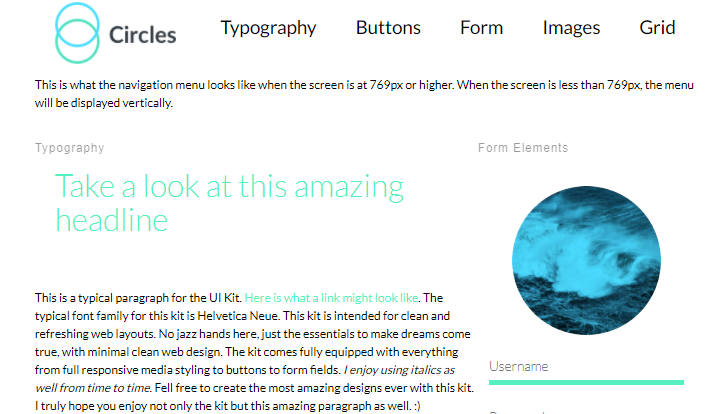 Circles
Typography Buttons Form Images Grid
This is what the navigation menu looks like when the screen is at 769px or higher. When the screen is less than 769px, the menu
will be displayed vertically.
Typography
Take a look at this amazing
headline
This is a typical paragraph for the UI Kit. Here is what a link might look like. The
typical font family for this kit is Helvetica Neue. This kit is intended for clean and
refreshing web layouts. No jazz hands here, just the essentials to make dreams come
true, with minimal clean web design. The kit comes fully equipped with everything
from full responsive media styling to buttons to form fields. I enjoy using italics as
well from time to time. Fell free to create the most amazing designs ever with this kit.
I truly hope you enjoy not only the kit but this amazing paragraph as well. :)
Form Elements
Username